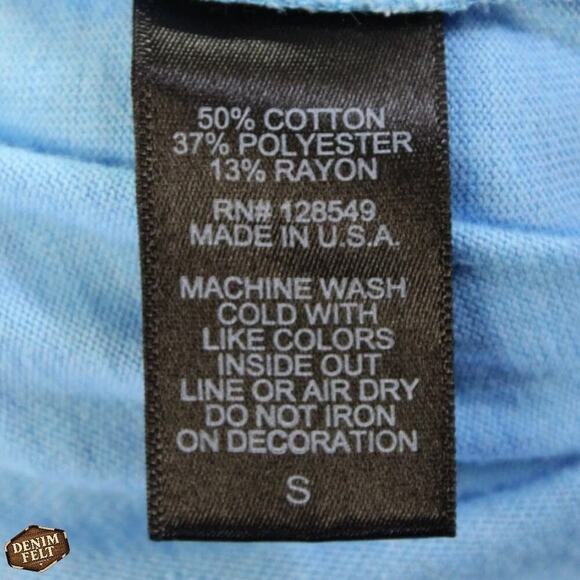 50% COTTON
37% POLYESTER
13% RAYON
RN# 128549
MADE IN U.S.A.
MACHINE WASH
COLD WITH
LIKE COLORS
INSIDE OUT
LINE OR AIR DRY
DO NOT IRON
ON DECORATION
S
DENIM
FELT